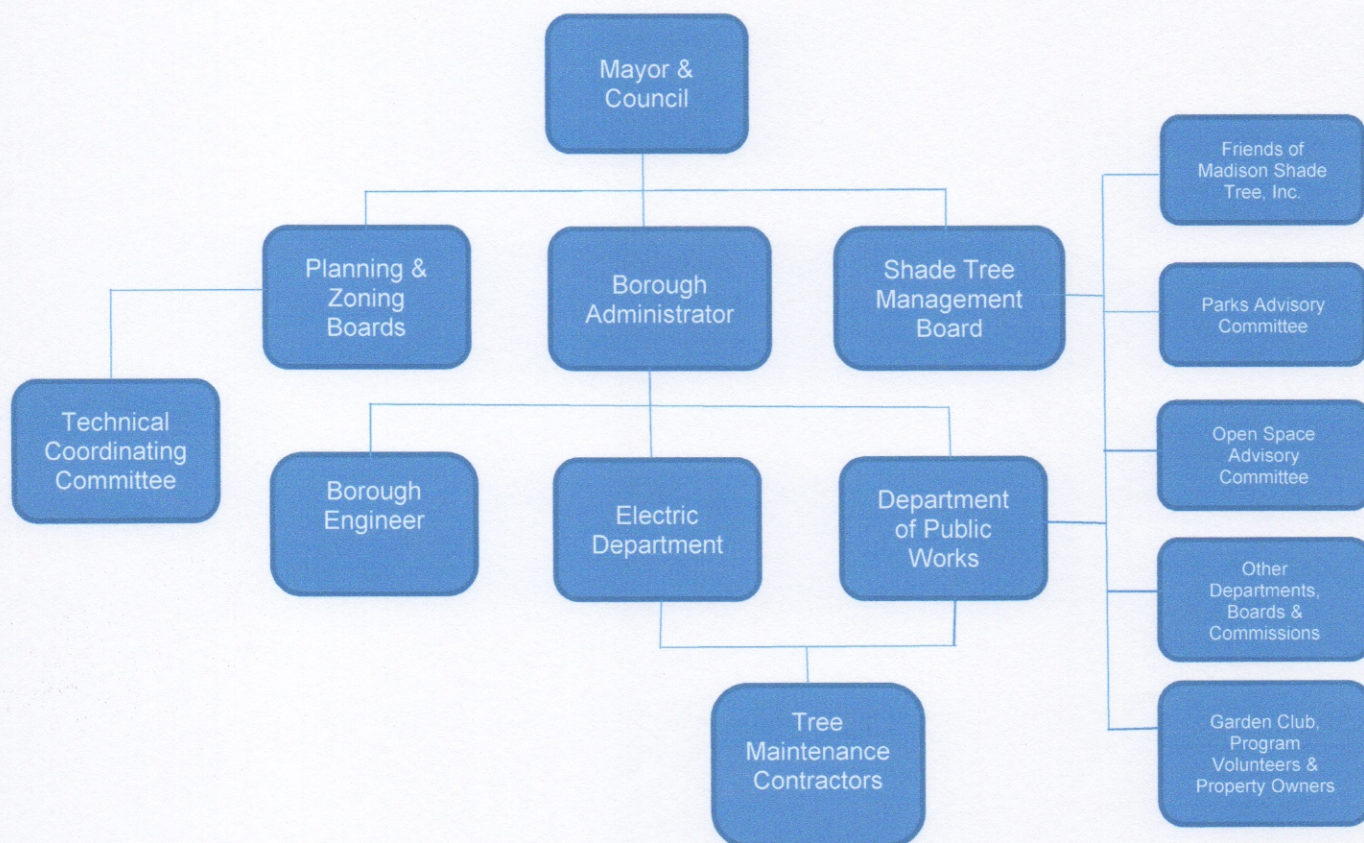 Mayor &
Council
Planning &
Zoning
Boards
Borough
Administrator
Shade Tree
Management
Board
Technical
Coordinating
Committee
Borough
Engineer
Electric
Department
Department
of Public
Works
Tree
Maintenance
Contractors
Friends of
Madison Shade
Tree, Inc.
Parks Advisory
Committee
Open Space
Advisory
Committee
Other
Departments,
Boards &
Commissions
Garden Club,
Program
Volunteers &
Property Owners